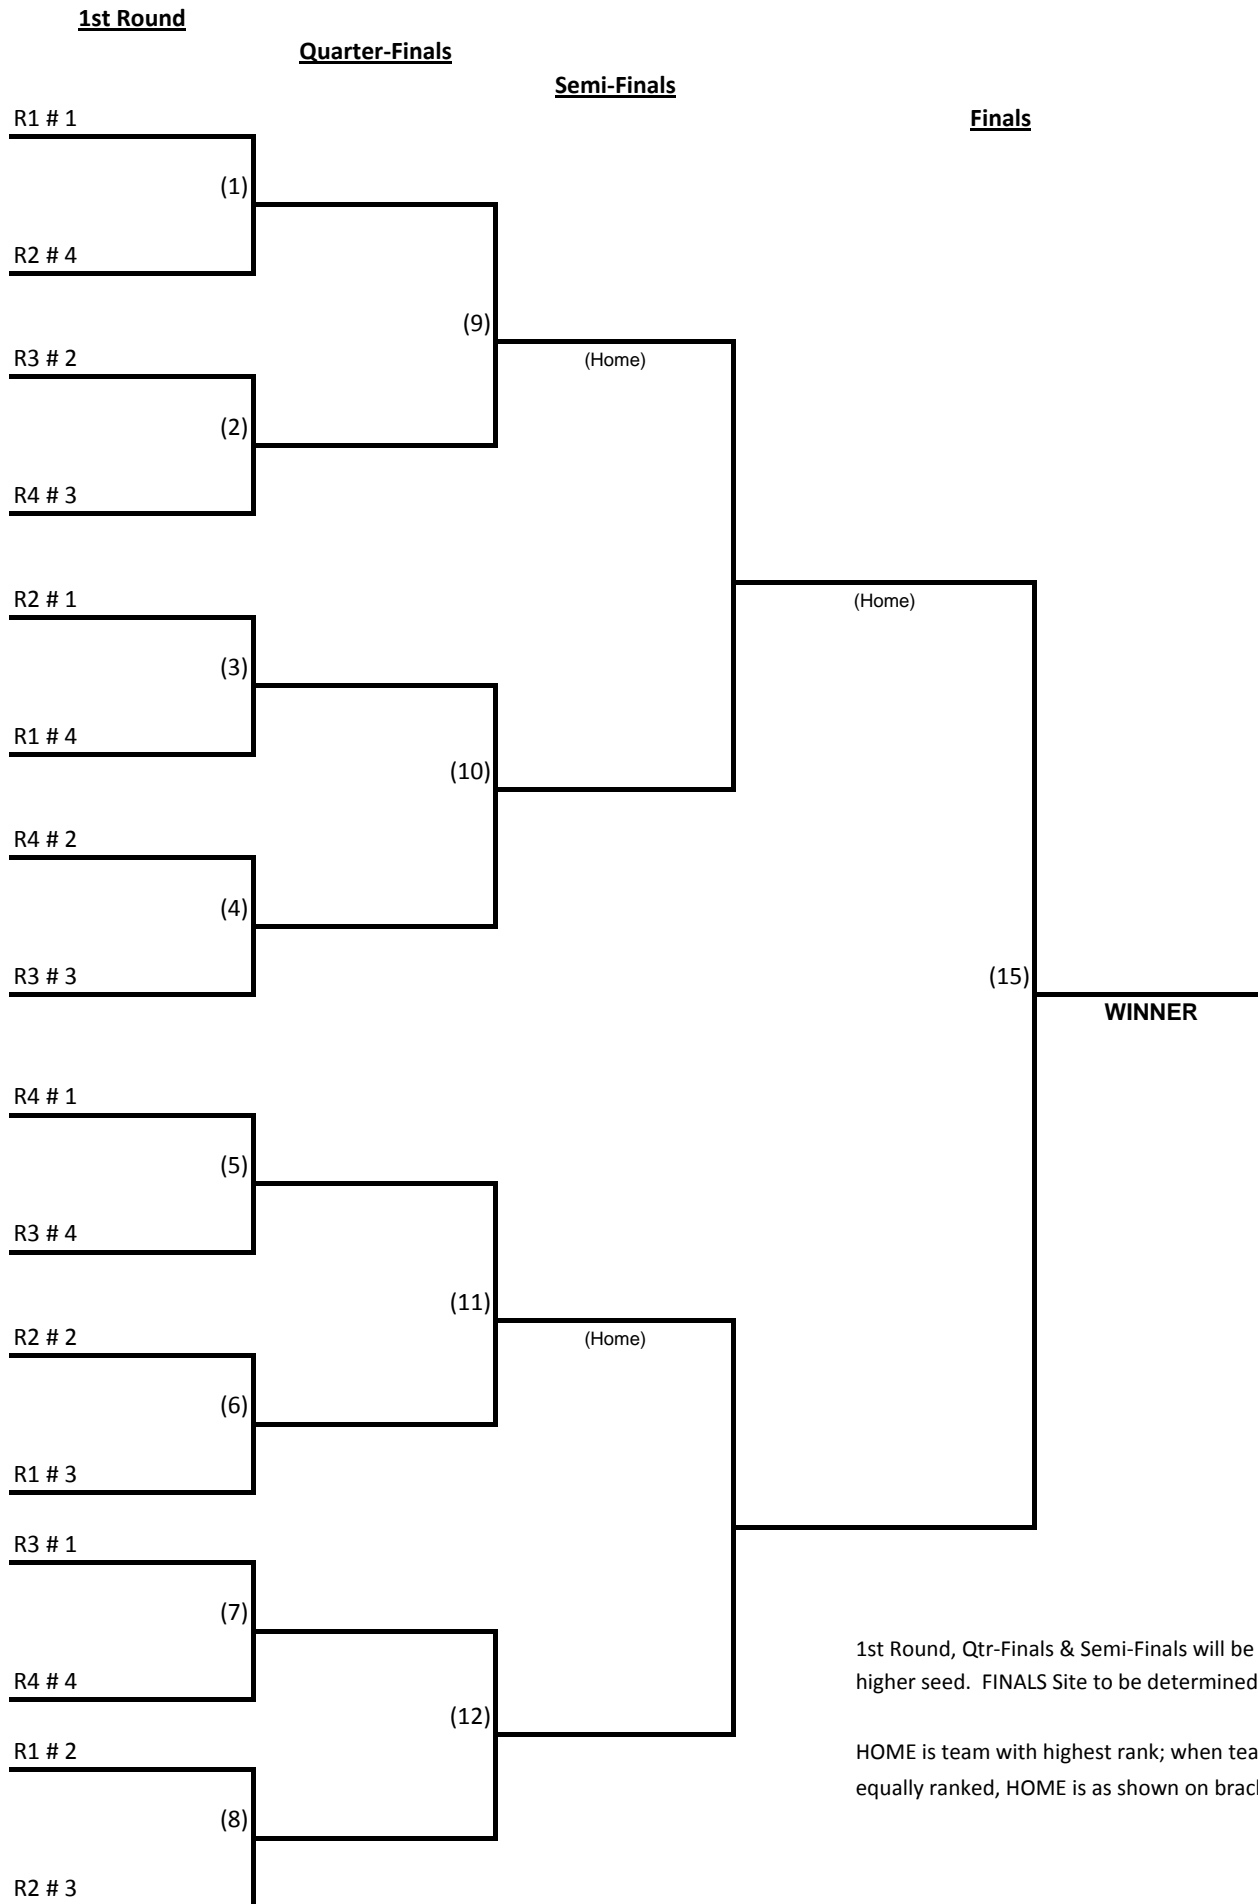 1st Round
Quarter-Finals
Semi-Finals
Finals
R1 # 1
(1)
R2 # 4
(9)
(Home)
R3 # 2
(2)
R4 # 3
R2 # 1
(Home)
(3)
R1 # 4
(10)
R4 # 2
(4)
R3 # 3
(15)
WINNER
R4 # 1
(5)
R3 # 4
(11)
(Home)
R2 # 2
(6)
R1 # 3
R3 # 1
(7)
R4 # 4
(12)
R1 # 2
(8)
R2 # 3
1st Round, Qtr-Finals & Semi-Finals will be
higher seed. FINALS Site to be determined
HOME is team with highest rank; when
equally ranked, HOME is as shown on